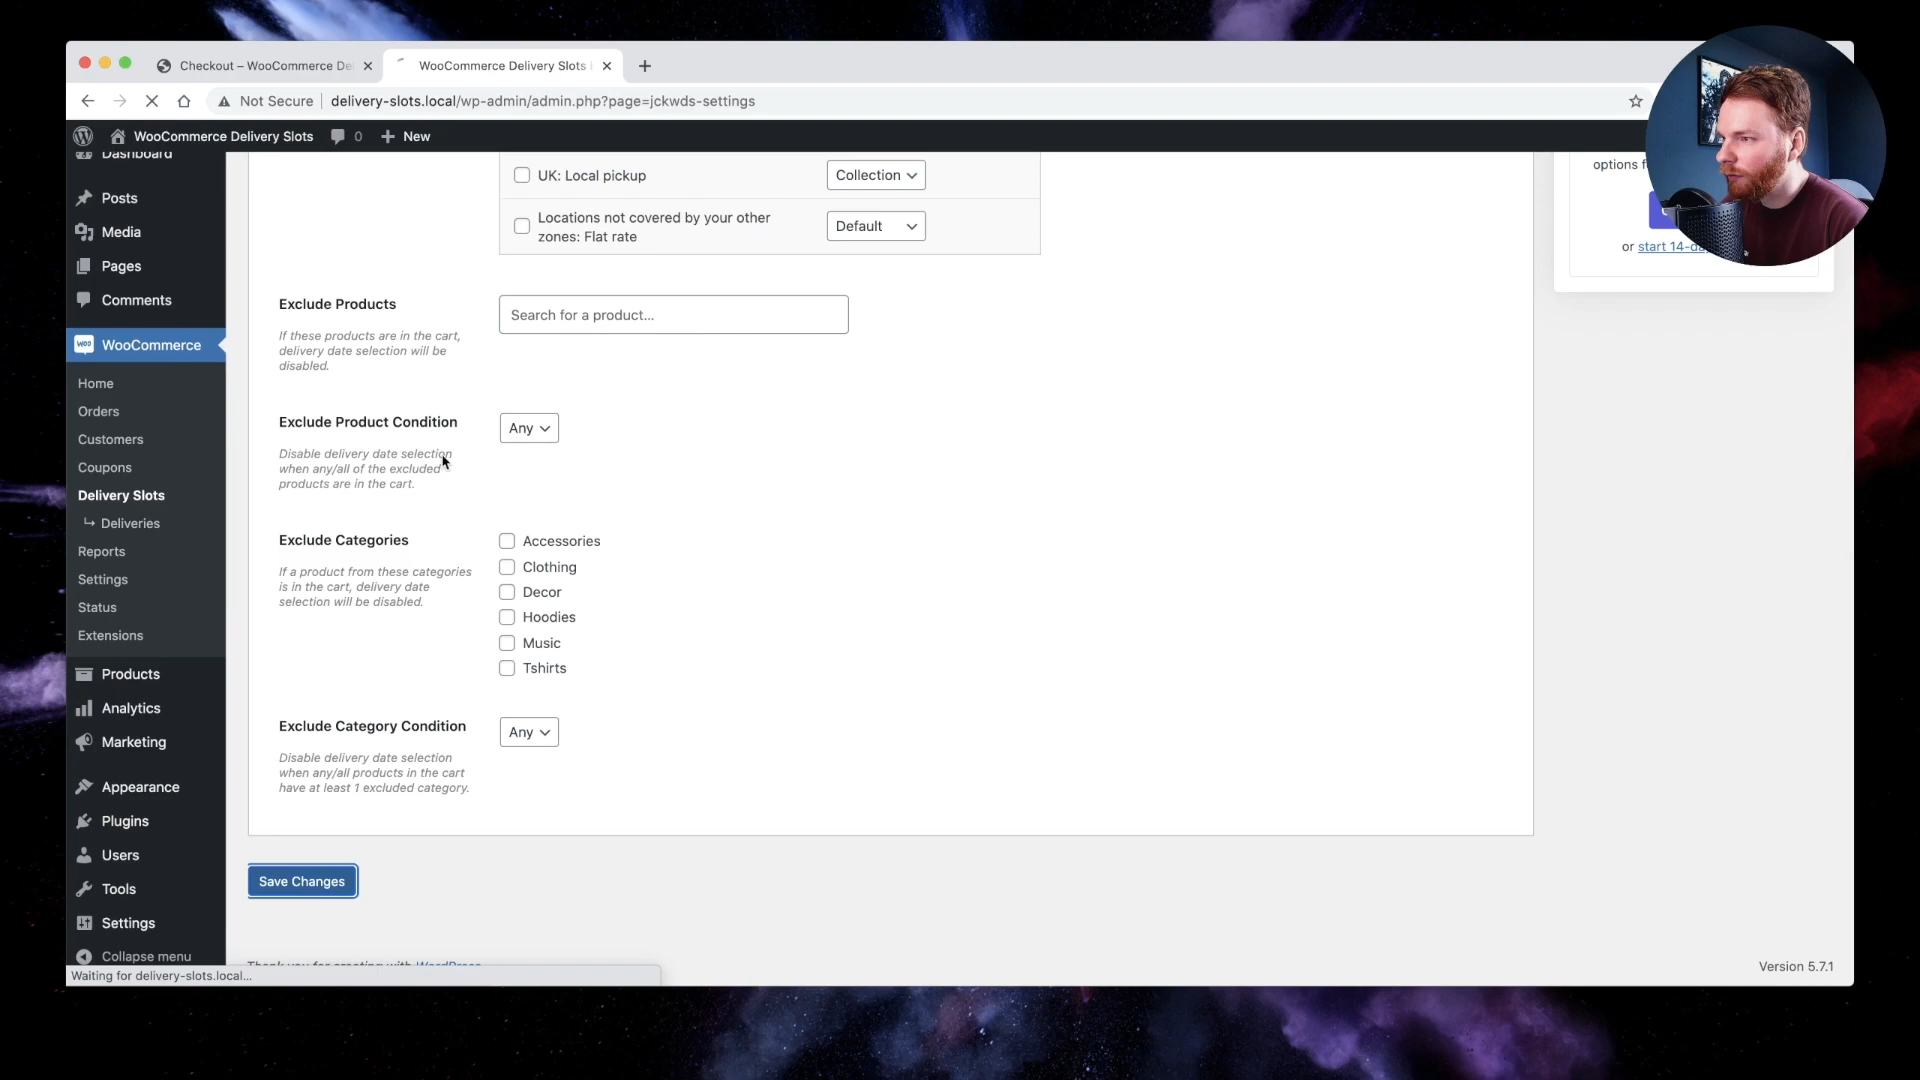 Checkout – WooCommerce De
WooCommerce Delivery Slots
Not Secure
delivery-slots.local/wp-admin/admin.php?page=jckwds-settings
WooCommerce Delivery Slots
0
New
Dashboard
Posts
Media
Pages
Comments
WooCommerce
Home
Orders
Customers
Coupons
Delivery Slots
Deliveries
Reports
Settings
Status
Extensions
Products
Analytics
Marketing
Appearance
Plugins
Users
Tools
Settings
Collapse menu
Waiting for delivery-slots.local...
UK: Local pickup
Collection
Locations not covered by your other
zones: Flat rate
Default
Exclude Products
If these products are in the cart,
delivery date selection will be
disabled.
Search for a product...
Exclude Product Condition
Disable delivery date selection
when any/all of the excluded
products are in the cart.
Any
Exclude Categories
If a product from these categories
is in the cart, delivery date
selection will be disabled.
Accessories
Clothing
Decor
Hoodies
Music
Tshirts
Exclude Category Condition
Disable delivery date selection
when any/all products in the cart
have at least 1 excluded category.
Any
Save Changes
Thank you for creating with WordPress
Version 5.7.1
options
or start 14-da